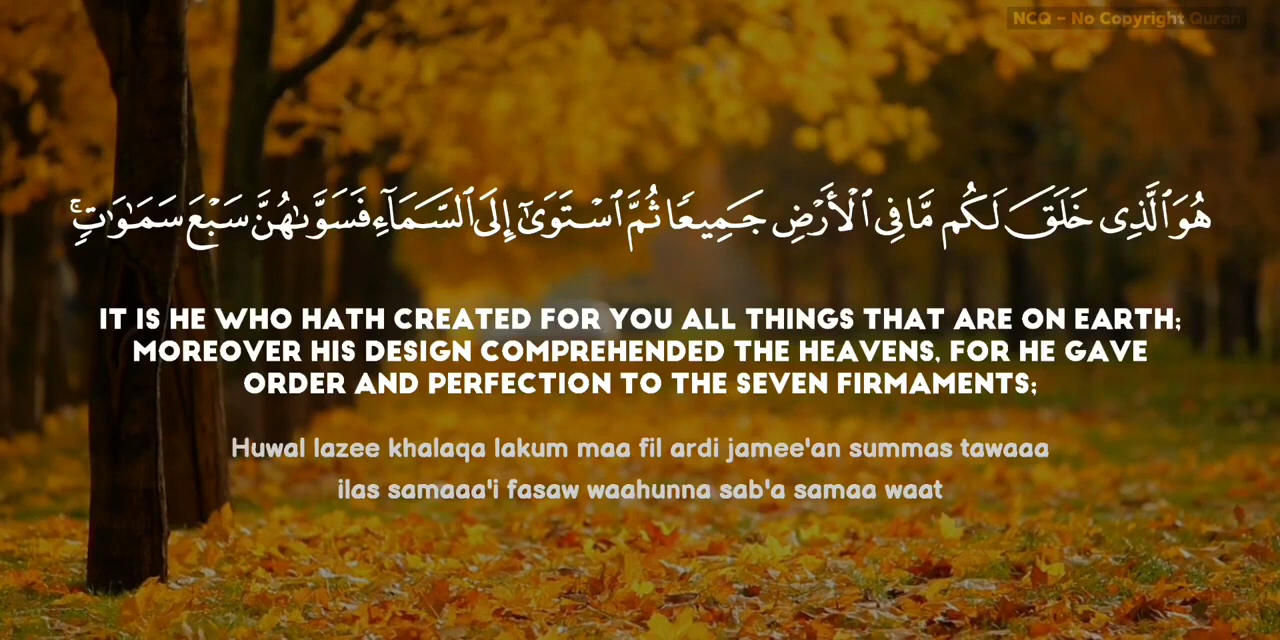 NCQ - No Copyright Quran
هُوَ ٱلَّذِى خَلَقَ لَكُم مَّا فِى ٱلْأَرْضِ جَمِيعًا ثُمَّ ٱسْتَوَىٰٓ إِلَى ٱلسَّمَآءِ فَسَوَّىٰهُنَّ سَبْعَ سَمَـٰوَٰتٍۢ ۚ
IT IS HE WHO HATH CREATED FOR YOU ALL THINGS THAT ARE ON EARTH;
MOREOVER HIS DESIGN COMPREHENDED THE HEAVENS, FOR HE GAVE
ORDER AND PERFECTION TO THE SEVEN FIRMAMENTS;
Huwal lazee khalaqa lakum maa fil ardi jamee'an summas tawaaa
ilas samaaa'i fasaw waahunna sab'a samaa waat